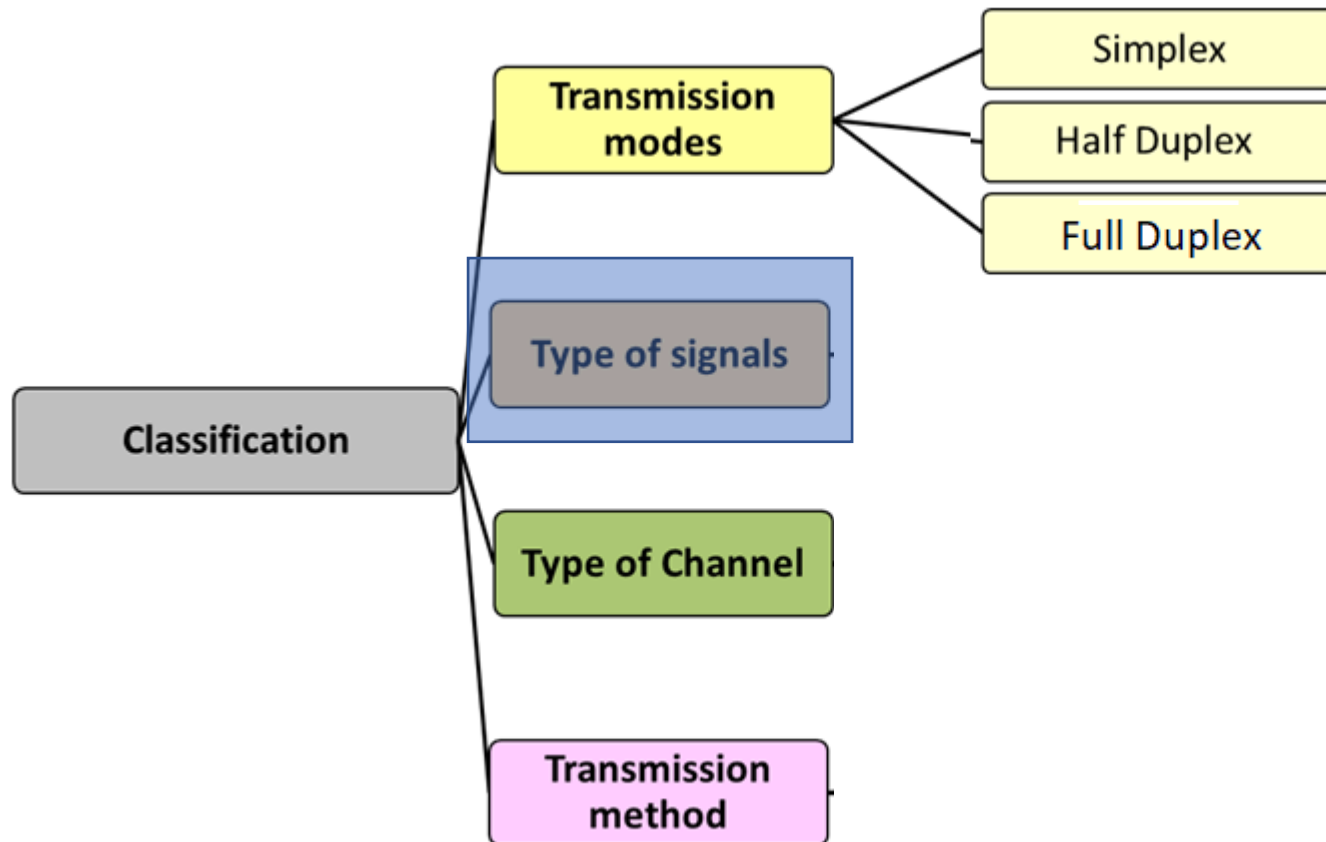 Simplex
Transmission
modes
Half Duplex
Full Duplex
Type of signals
Classification
Type of Channel
Transmission
method